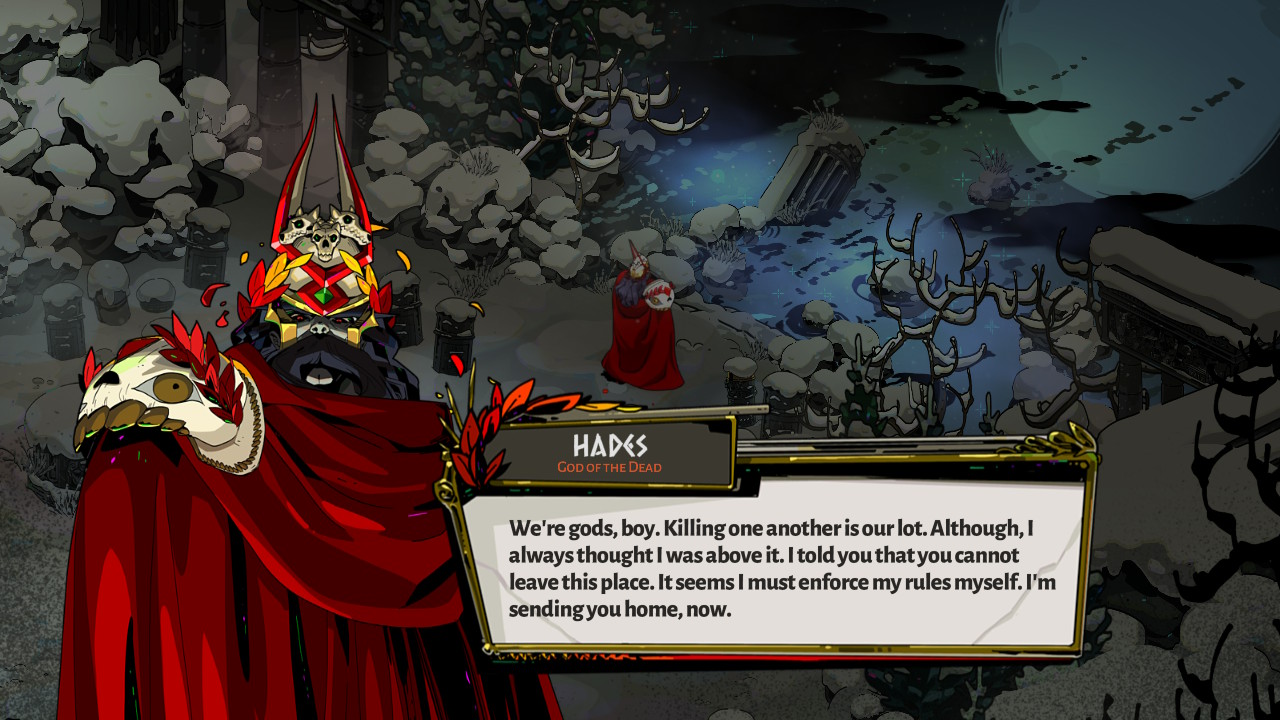 HADES
God of the Dead
We're gods, boy. Killing one another is our lot. Although, I
always thought I was above it. I told you that you cannot
leave this place. It seems I must enforce my rules myself. I'm
sending you home, now.